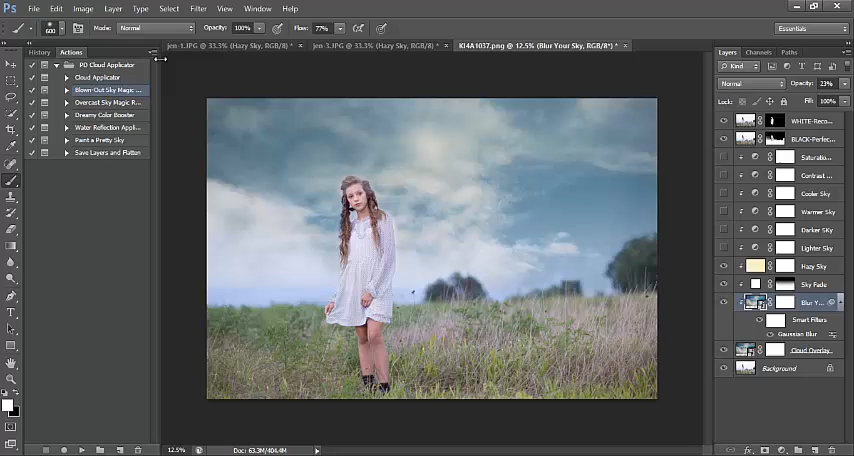 Ps File Edit Image Layer Type Select Filter View Window Help
600 Mode: Normal Opacity: 100% Flow: 77% Essentials
History Actions jen-1.JPG @ 33.3% (Hazy Sky, RGB/8) * × jen-3.JPG @ 33.3% (Hazy Sky, RGB/8) * × KI4A1037.png @ 12.5% (Blur Your Sky, RGB/8*) * × Layers Channels Paths
PD Cloud Applicator
Cloud Applicator
Blown-Out Sky Magic ...
Overcast Sky Magic R...
Dreamy Color Booster
Water Reflection Appli...
Paint a Pretty Sky
Save Layers and Flatten
Kind
Normal Opacity: 23%
Lock: Fill: 100%
WHITE-Reco...
BLACK-Perfec...
Saturatio...
Contrast ...
Cooler Sky
Warmer Sky
Darker SKy
Lighter Sky
Hazy Sky
Sky Fade
Blur Y...
Smart Filters
Gaussian Blur
Cloud Overlay...
Background
12.5% Doc: 63.3M/404.4M
fx